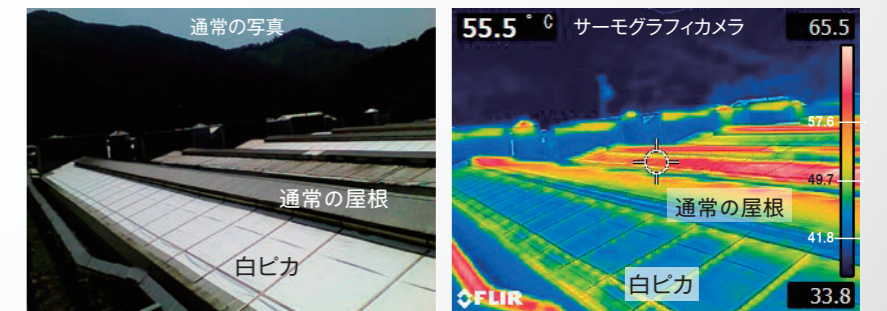 通常の写真
通常の屋根
白ピカ
55.5 °C
サーモグラフィカメラ
65.5
57.6
49.7
通常の屋根
41.8
白ピカ
◇FLIR
33.8